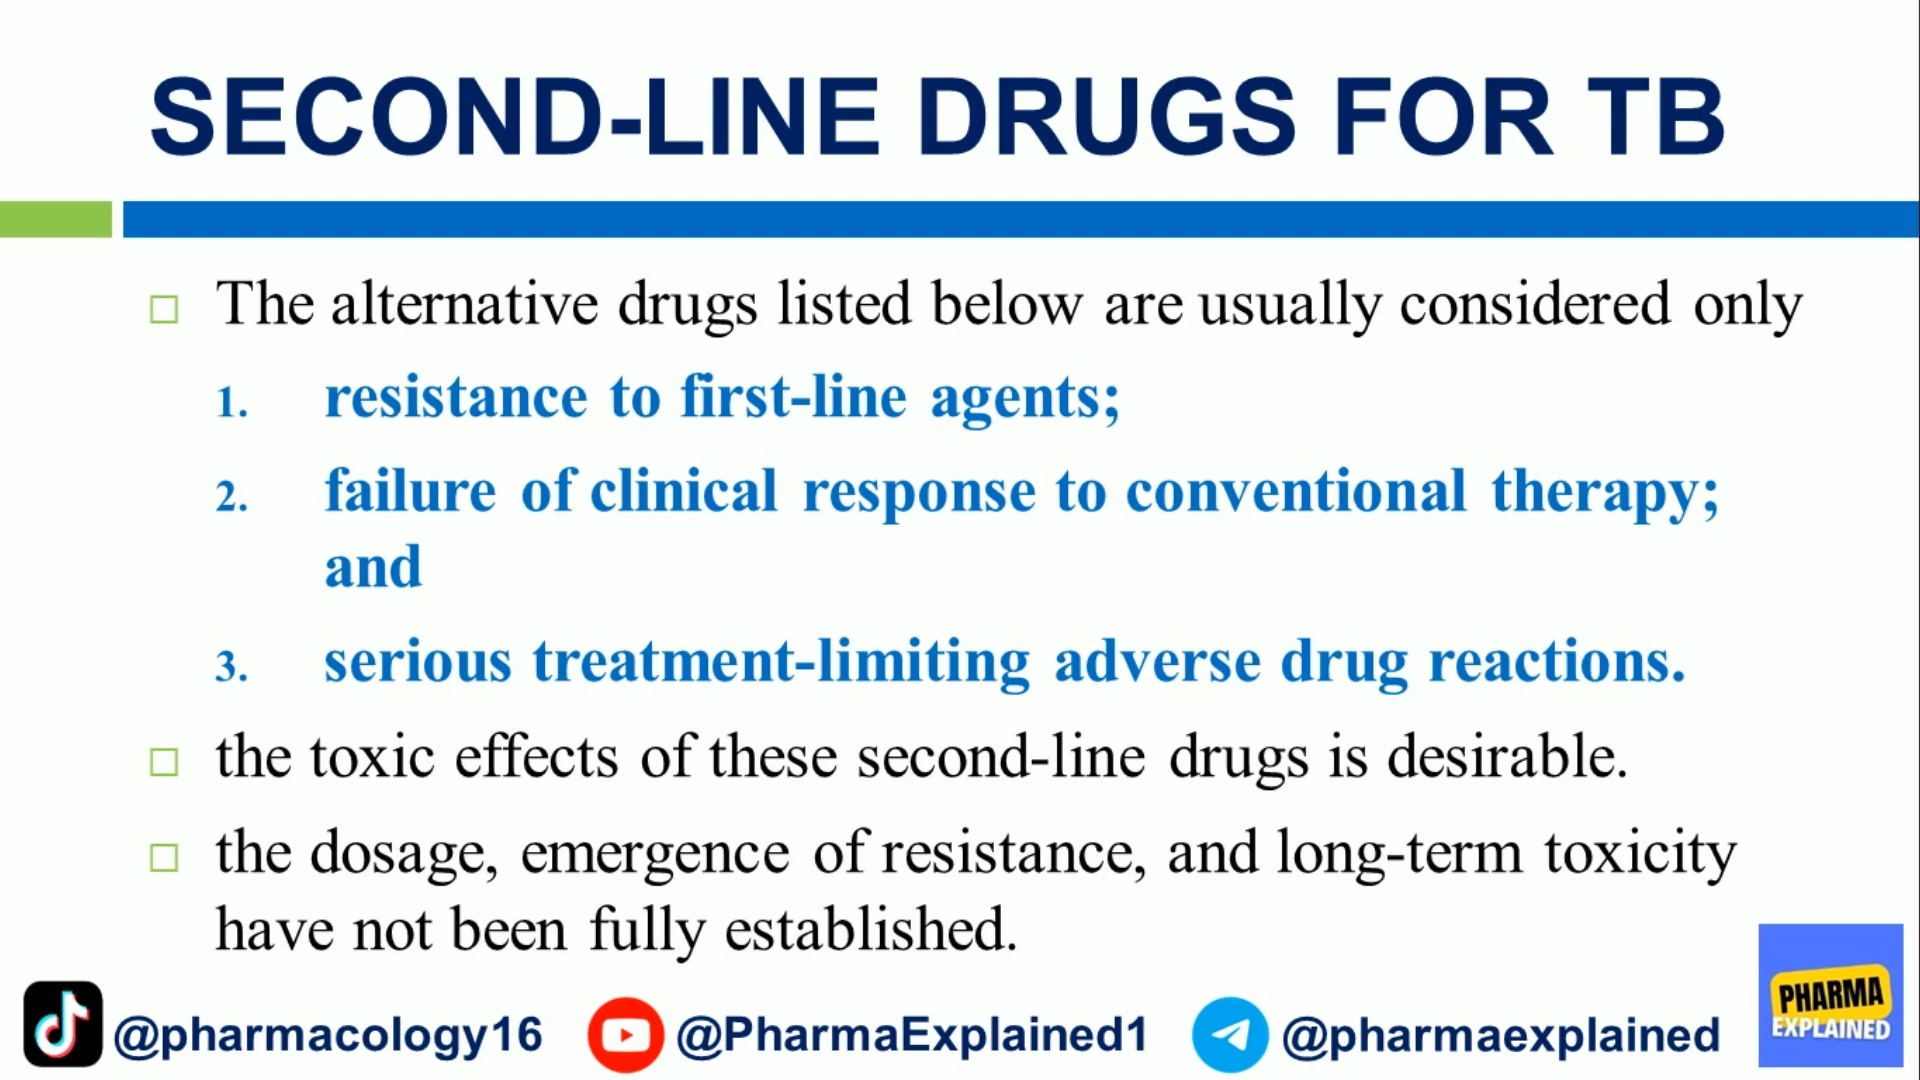 SECOND-LINE DRUGS FOR TB
The alternative drugs listed below are usually considered only
1. resistance to first-line agents;
2. failure of clinical response to conventional therapy;
and
3. serious treatment-limiting adverse drug reactions.
the toxic effects of these second-line drugs is desirable.
the dosage, emergence of resistance, and long-term toxicity
have not been fully established.
@pharmacology16 @PharmaExplained1 @pharmaexplained
PHARMA
EXPLAINED